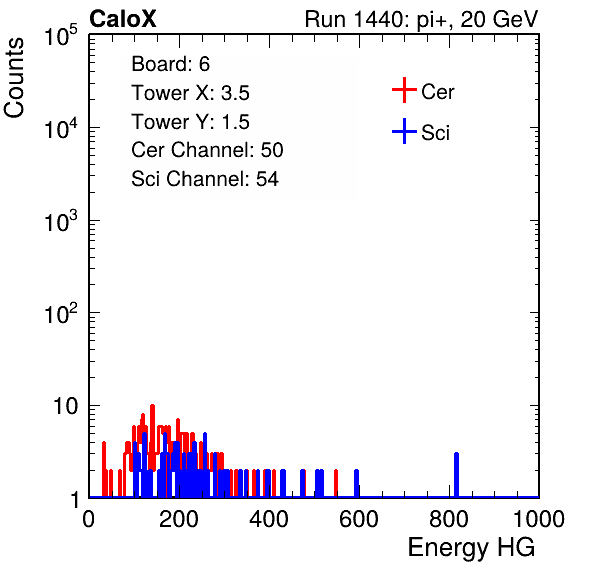 CaloX Run 1440: pi+, 20 GeV
Board: 6
Tower X: 3.5
Tower Y: 1.5
Cer Channel: 50
Sci Channel: 54
Cer
Sci
Counts
10^5
10^4
10^3
10^2
10
1
0 200 400 600 800 1000
Energy HG